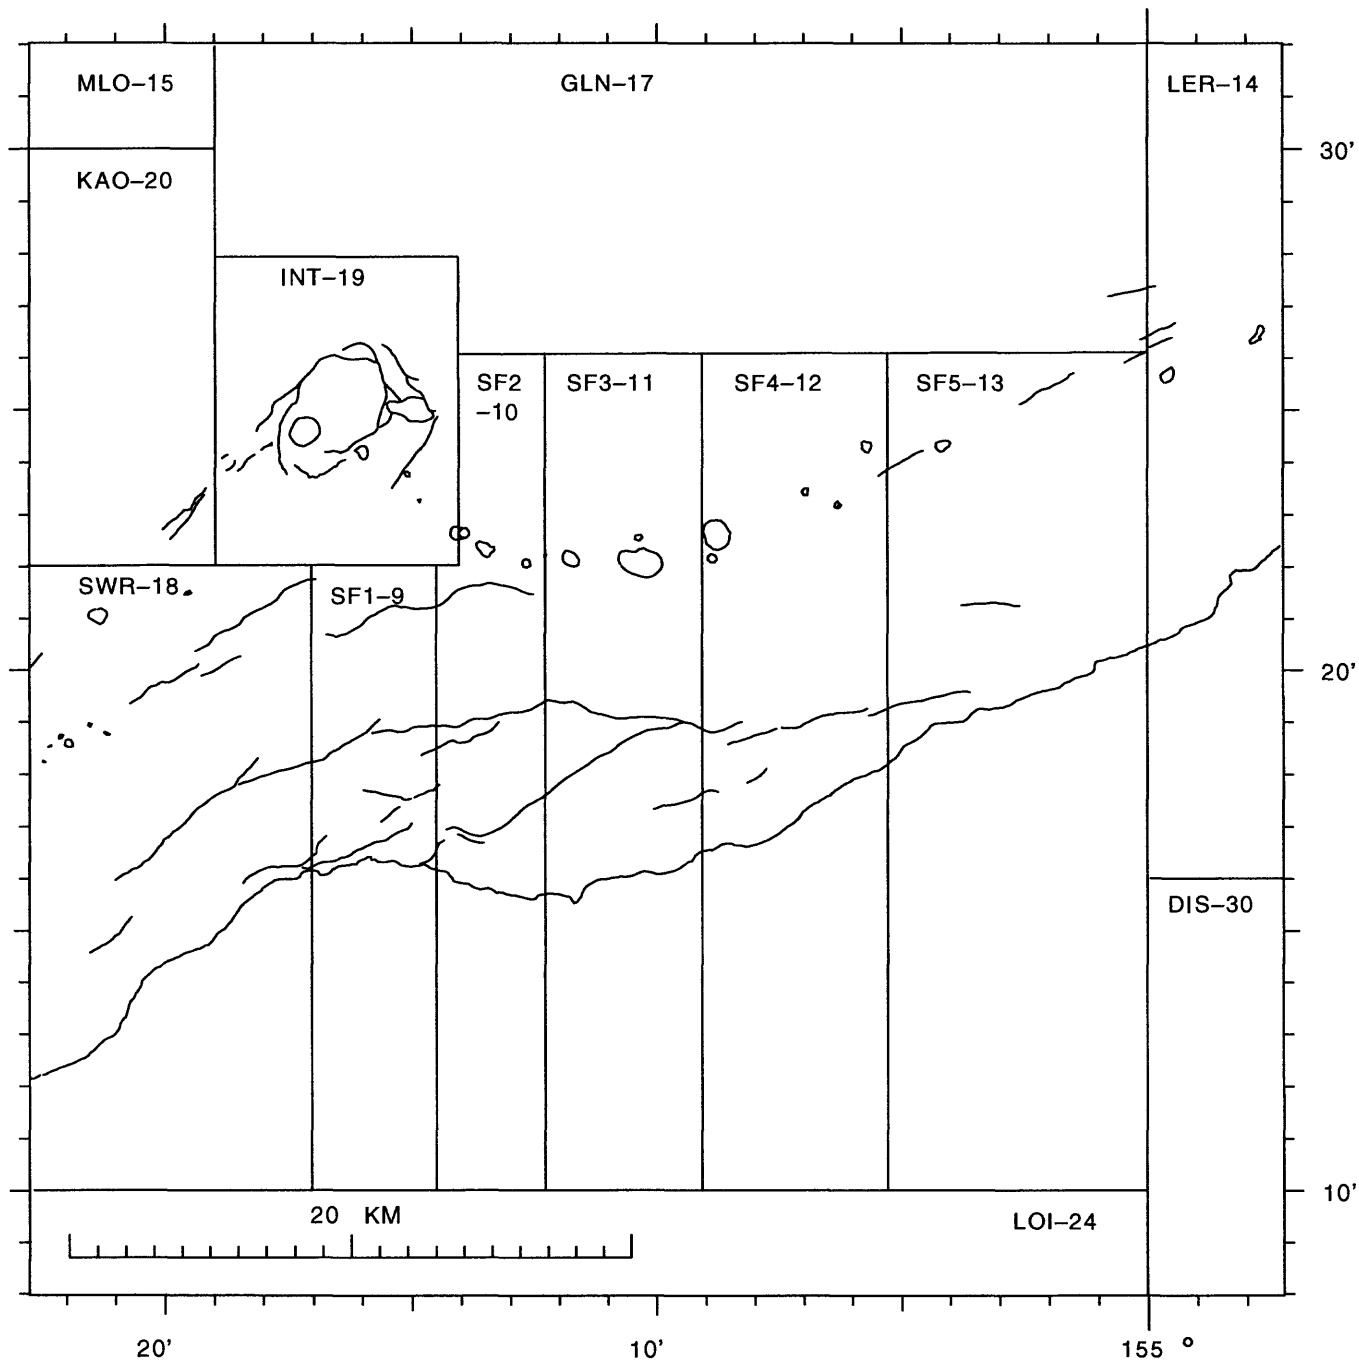 MLO–15
GLN–17
LER–14
30'
KAO–20
INT–19
SF2
–10
SF3–11
SF4–12
SF5–13
SWR–18
SF1–9
20'
DIS–30
10'
20 KM
LOI–24
20'
10'
155 °